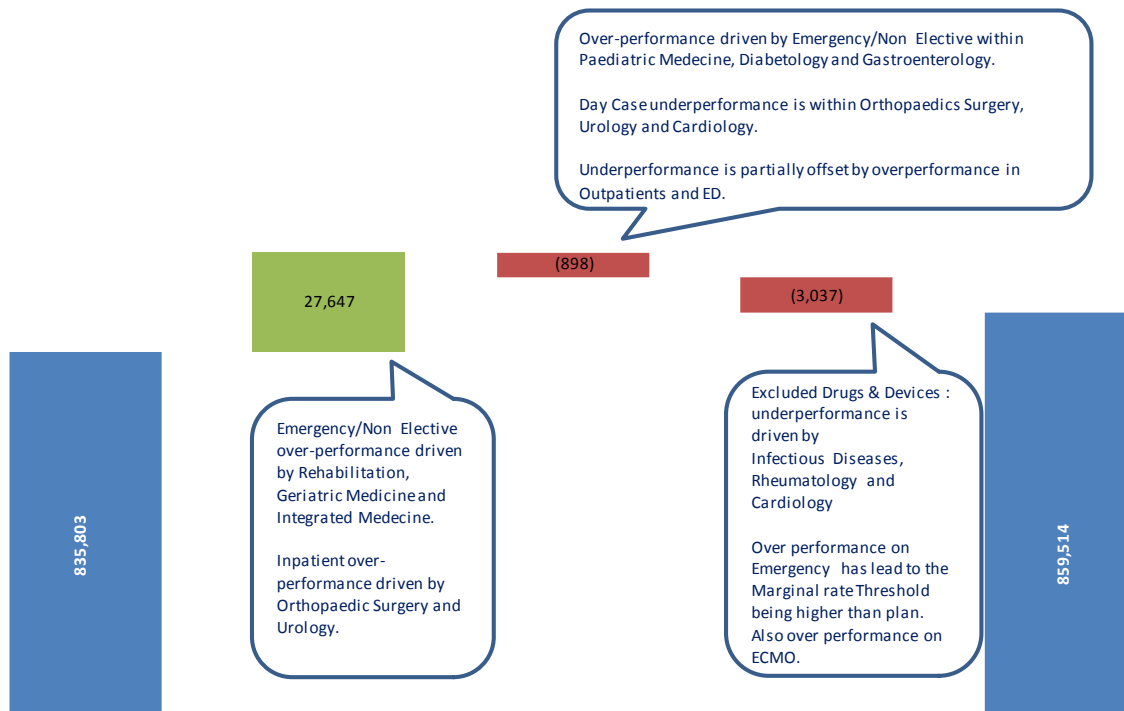 Over-performance driven by Emergency/Non Elective within
Paediatric Medecine, Diabetology and Gastroenterology.
Day Case underperformance is within Orthopaedics Surgery,
Urology and Cardiology.
Underperformance is partially offset by overperformance in
Outpatients and ED.
(898)
27,647
(3,037)
Emergency/Non Elective
over-performance driven
by Rehabilitation,
Geriatric Medicine and
Integrated Medecine.
Inpatient over-
performance driven by
Orthopaedic Surgery and
Urology.
Excluded Drugs & Devices :
underperformance is
driven by
Infectious Diseases,
Rheumatology and
Cardiology
Over performance on
Emergency has lead to the
Marginal rate Threshold
being higher than plan.
Also over performance on
ECMO.
835,803
859,514